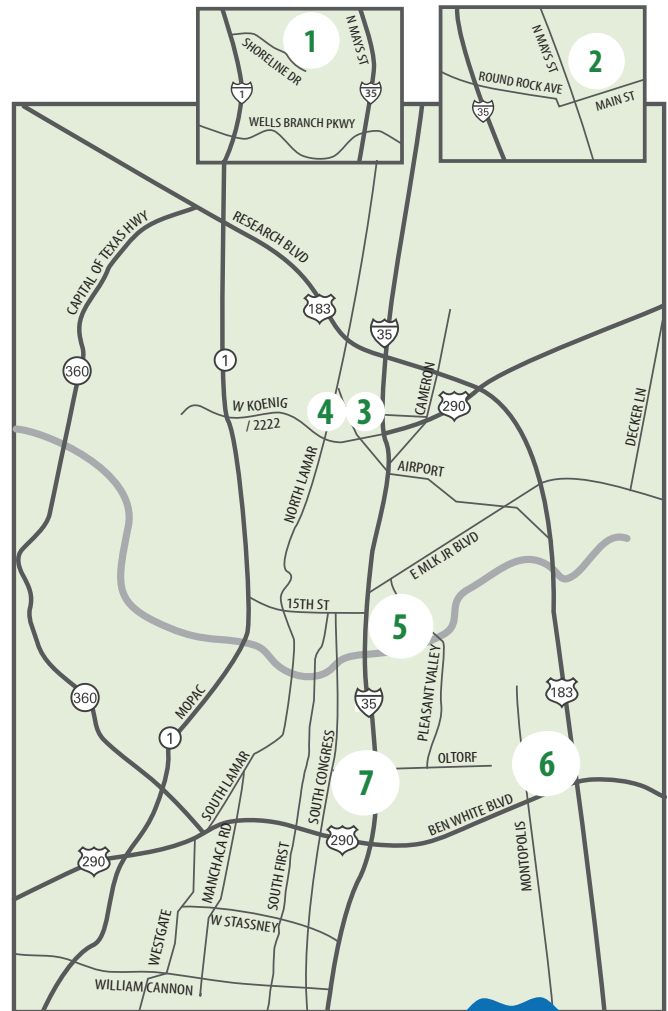 1
N MAYS ST
SHORELINE DR
1
35
WELLS BRANCH PKWY
2
N MAYS ST
ROUND ROCK AVE
MAIN ST
35
CAPITAL OF TEXAS HWY
RESEARCH BLVD
183
35
1
360
CAMERON
290
W KOENIG
/ 2222
4
3
DECKER LN
NORTH LAMAR
AIRPORT
E MLK JR BLVD
15TH ST
5
PLEASANT VALLEY
360
MOPAC
1
35
183
SOUTH LAMAR
SOUTH CONGRESS
7
OLTORF
6
MANCHACA RD
SOUTH FIRST
290
BEN WHITE BLVD
MONTOPOLIS
290
WESTGATE
W STASSNEY
WILLIAM CANNON